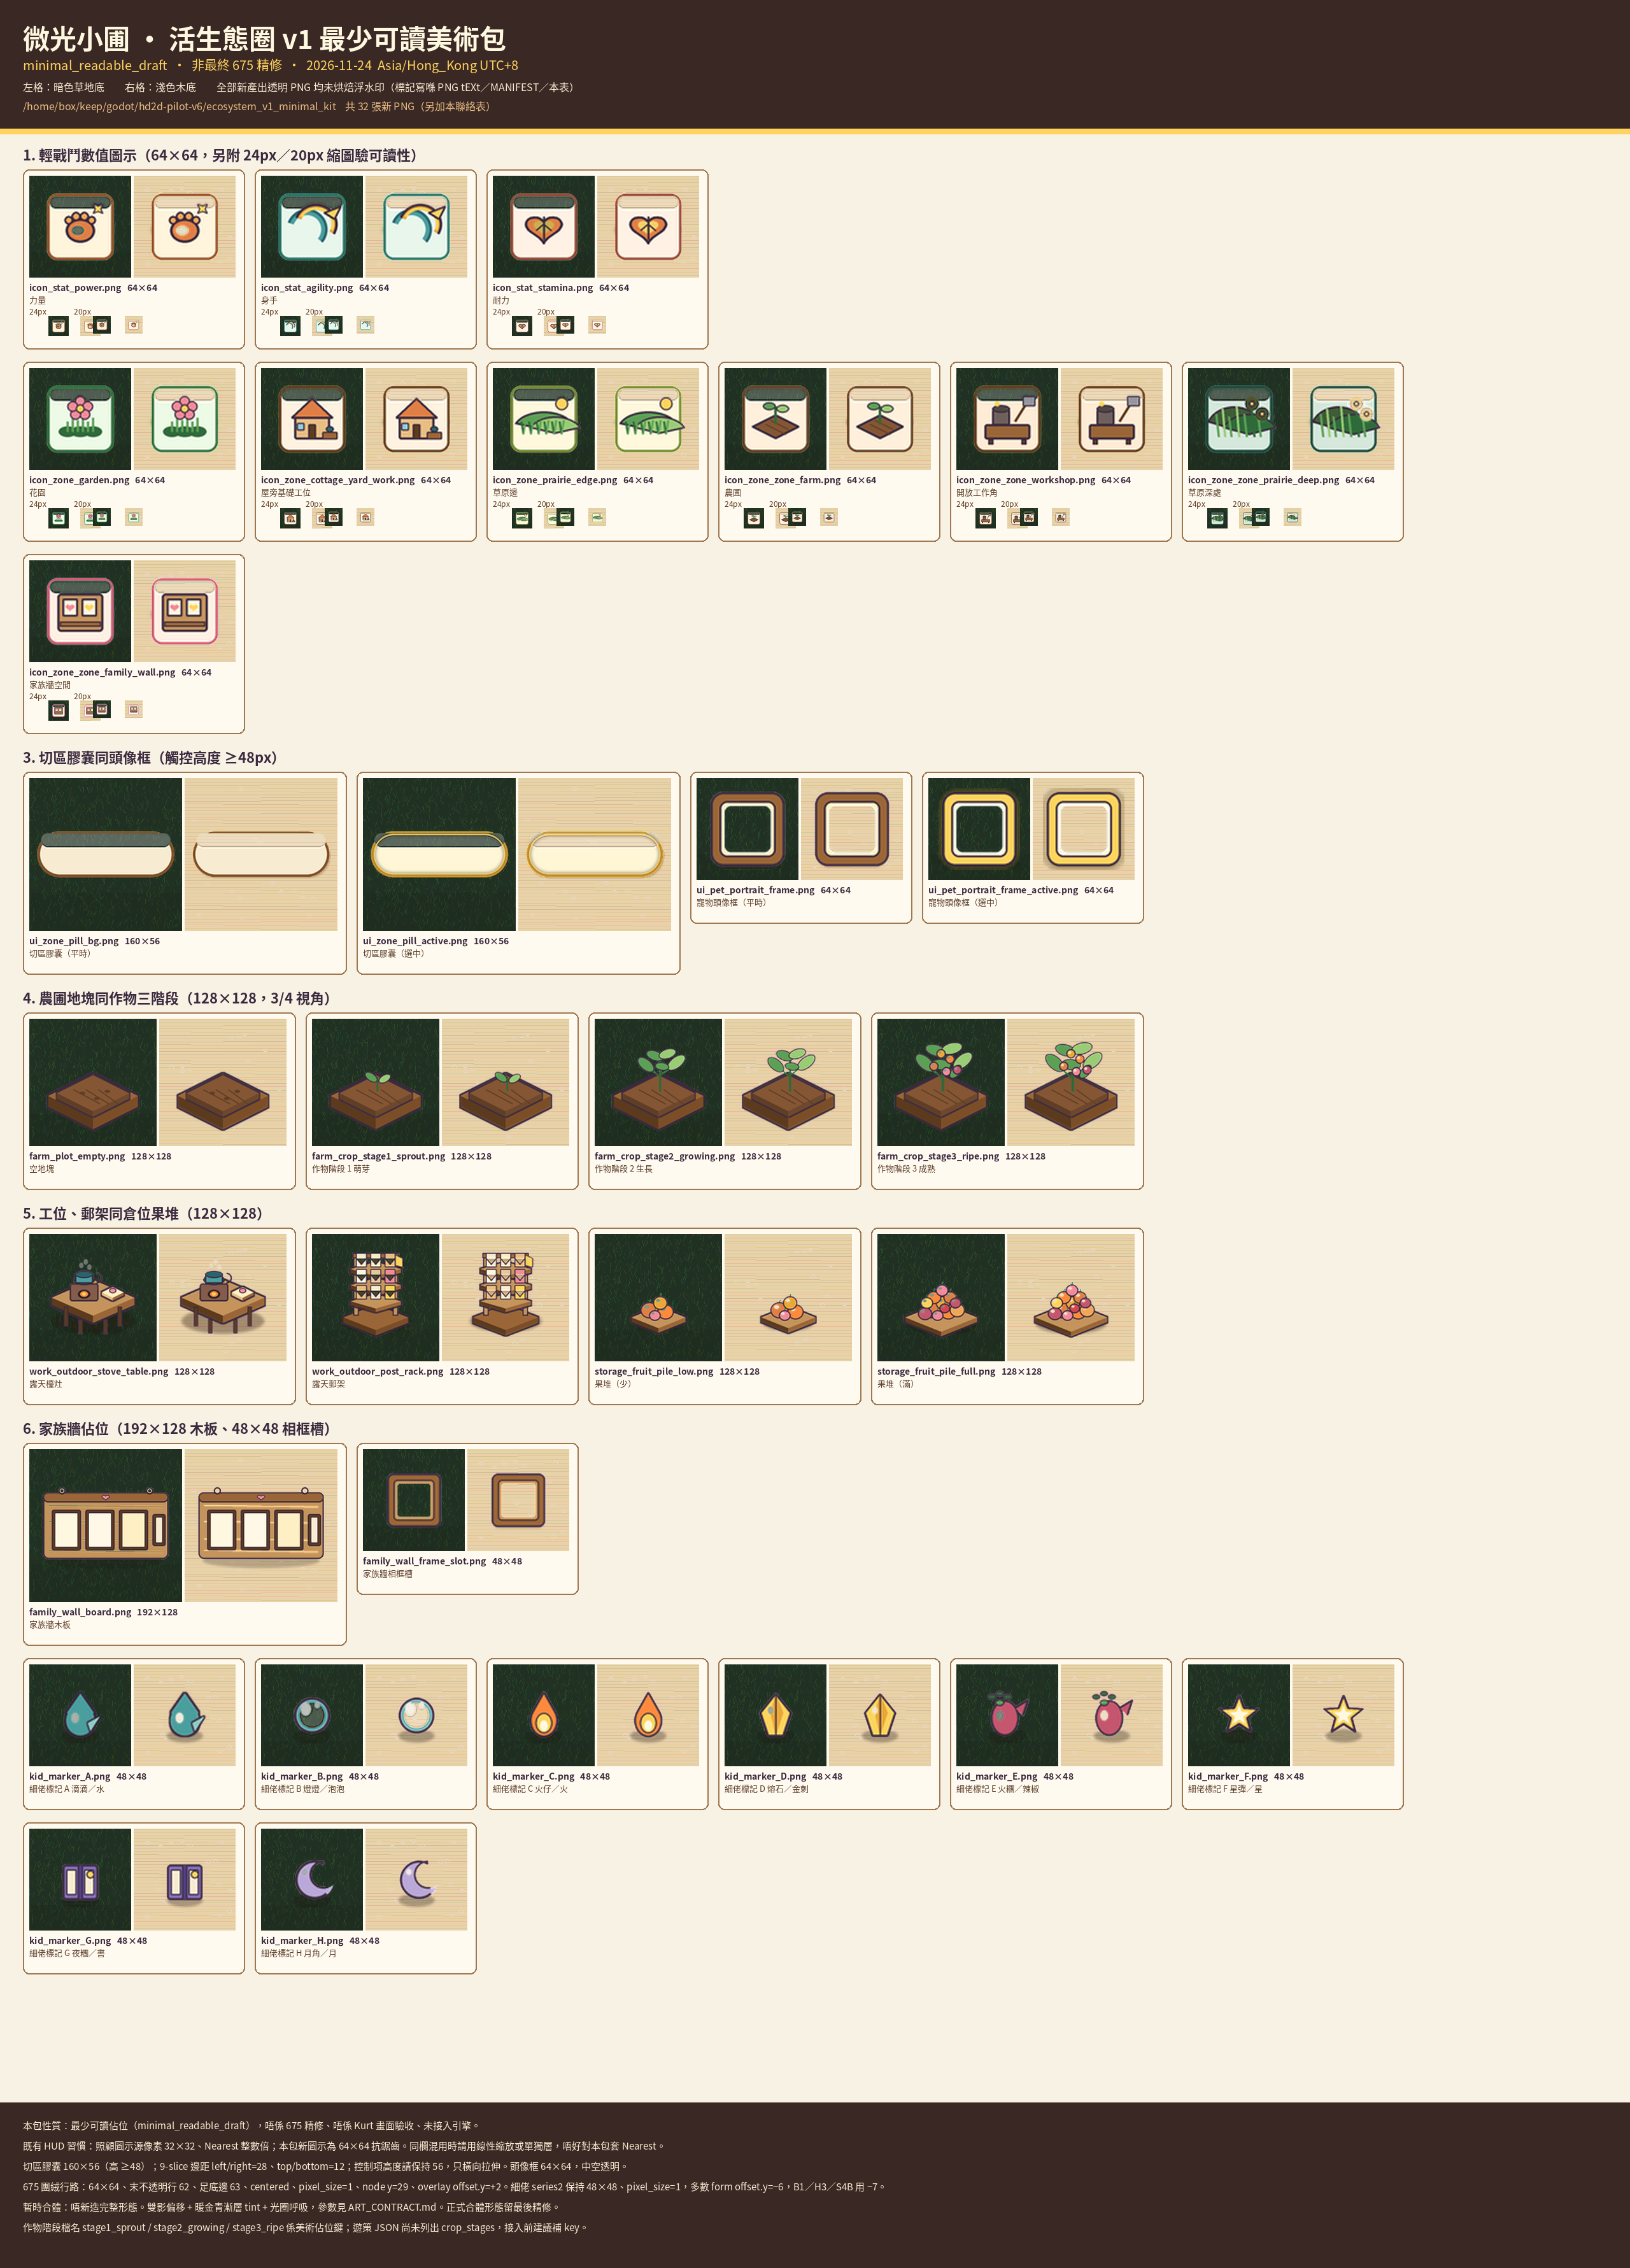 微光小圃 · 活生態圈 v1 最少可讀美術包
minimal_readable_draft · 非最終 675 精修 · 2026-11-24 Asia/Hong_Kong UTC+8
左格：暗色草地底　　右格：淺色木底　　全部新產出透明 PNG 均未烘焙浮水印（標記寫喺 PNG tEXt／MANIFEST／本表）
/home/box/keep/godot/hd2d-pilot-v6/ecosystem_v1_minimal_kit 共 32 張新 PNG（另加本聯絡表）
1. 輕戰鬥數值圖示（64×64，另附 24px／20px 縮圖驗可讀性）
icon_stat_power.png 64×64
力量
24px 20px
icon_stat_agility.png 64×64
身手
24px 20px
icon_stat_stamina.png 64×64
耐力
24px 20px
icon_zone_garden.png 64×64
花園
24px 20px
icon_zone_cottage_yard_work.png 64×64
屋旁基礎工位
24px 20px
icon_zone_prairie_edge.png 64×64
草原邊
24px 20px
icon_zone_zone_farm.png 64×64
農圃
24px 20px
icon_zone_zone_workshop.png 64×64
開放工作角
24px 20px
icon_zone_zone_prairie_deep.png 64×64
草原深處
24px 20px
icon_zone_zone_family_wall.png 64×64
家族牆空間
24px 20px
3. 切區膠囊同頭像框（觸控高度 ≥48px）
ui_zone_pill_bg.png 160×56
切區膠囊（平時）
ui_zone_pill_active.png 160×56
切區膠囊（選中）
ui_pet_portrait_frame.png 64×64
寵物頭像框（平時）
ui_pet_portrait_frame_active.png 64×64
寵物頭像框（選中）
4. 農圃地塊同作物三階段（128×128，3/4 視角）
farm_plot_empty.png 128×128
空地塊
farm_crop_stage1_sprout.png 128×128
作物階段 1 萌芽
farm_crop_stage2_growing.png 128×128
作物階段 2 生長
farm_crop_stage3_ripe.png 128×128
作物階段 3 成熟
5. 工位、郵架同倉位果堆（128×128）
work_outdoor_stove_table.png 128×128
露天檯灶
work_outdoor_post_rack.png 128×128
露天郵架
storage_fruit_pile_low.png 128×128
果堆（少）
storage_fruit_pile_full.png 128×128
果堆（滿）
6. 家族牆佔位（192×128 木板、48×48 相框槽）
family_wall_board.png 192×128
家族牆木板
family_wall_frame_slot.png 48×48
家族牆相框槽
kid_marker_A.png 48×48
細佬標記 A 滴滴／水
kid_marker_B.png 48×48
細佬標記 B 燈燈／泡泡
kid_marker_C.png 48×48
細佬標記 C 火仔／火
kid_marker_D.png 48×48
細佬標記 D 熔石／金刺
kid_marker_E.png 48×48
kid_marker_F.png 48×48
細佬標記 F 星彈／星
kid_marker_G.png 48×48
kid_marker_H.png 48×48
細佬標記 H 月角／月
本包性質：最少可讀佔位（minimal_readable_draft），唔係 675 精修、唔係 Kurt 畫面驗收、未接入引擎。
既有 HUD 習慣：照顧圖示源像素 32×32、Nearest 整數倍；本包新圖示為 64×64 抗鋸齒。同欄混用時請用線性縮放或單獨層，唔好對本包套 Nearest。
切區膠囊 160×56（高 ≥48）；9-slice 邊距 left/right=28、top/bottom=12；控制項高度請保持 56，只橫向拉伸。頭像框 64×64，中空透明。
675 團絨行路：64×64、末不透明行 62、足底邊 63、centered、pixel_size=1、node y=29、overlay offset.y=+2。細佬 series2 保持 48×48、pixel_size=1，多數 form offset.y=−6，B1／H3／S4B 用 −7。
暫時合體：唔新造完整形態。雙影偏移 + 暖金青漸層 tint + 光圈呼吸，參數見 ART_CONTRACT.md。正式合體形態留最後精修。
作物階段檔名 stage1_sprout / stage2_growing / stage3_ripe 係美術佔位鍵；遊策 JSON 尚未列出 crop_stages，接入前建議補 key。